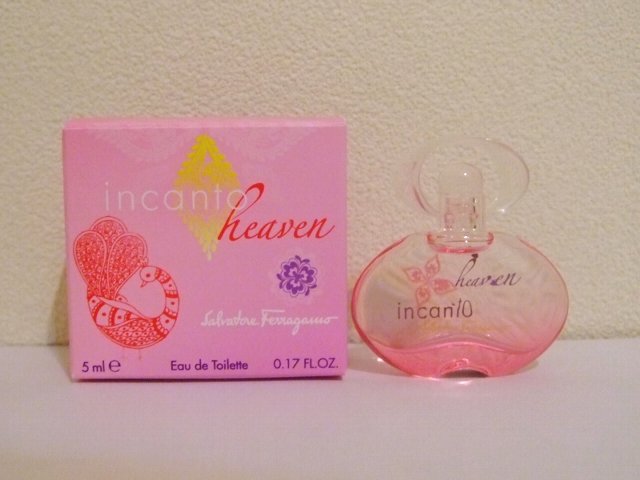 incanto
heaven
Salvatore Ferragamo
5 ml e
Eau de Toilette
0.17 FL.OZ.
heaven
incanto